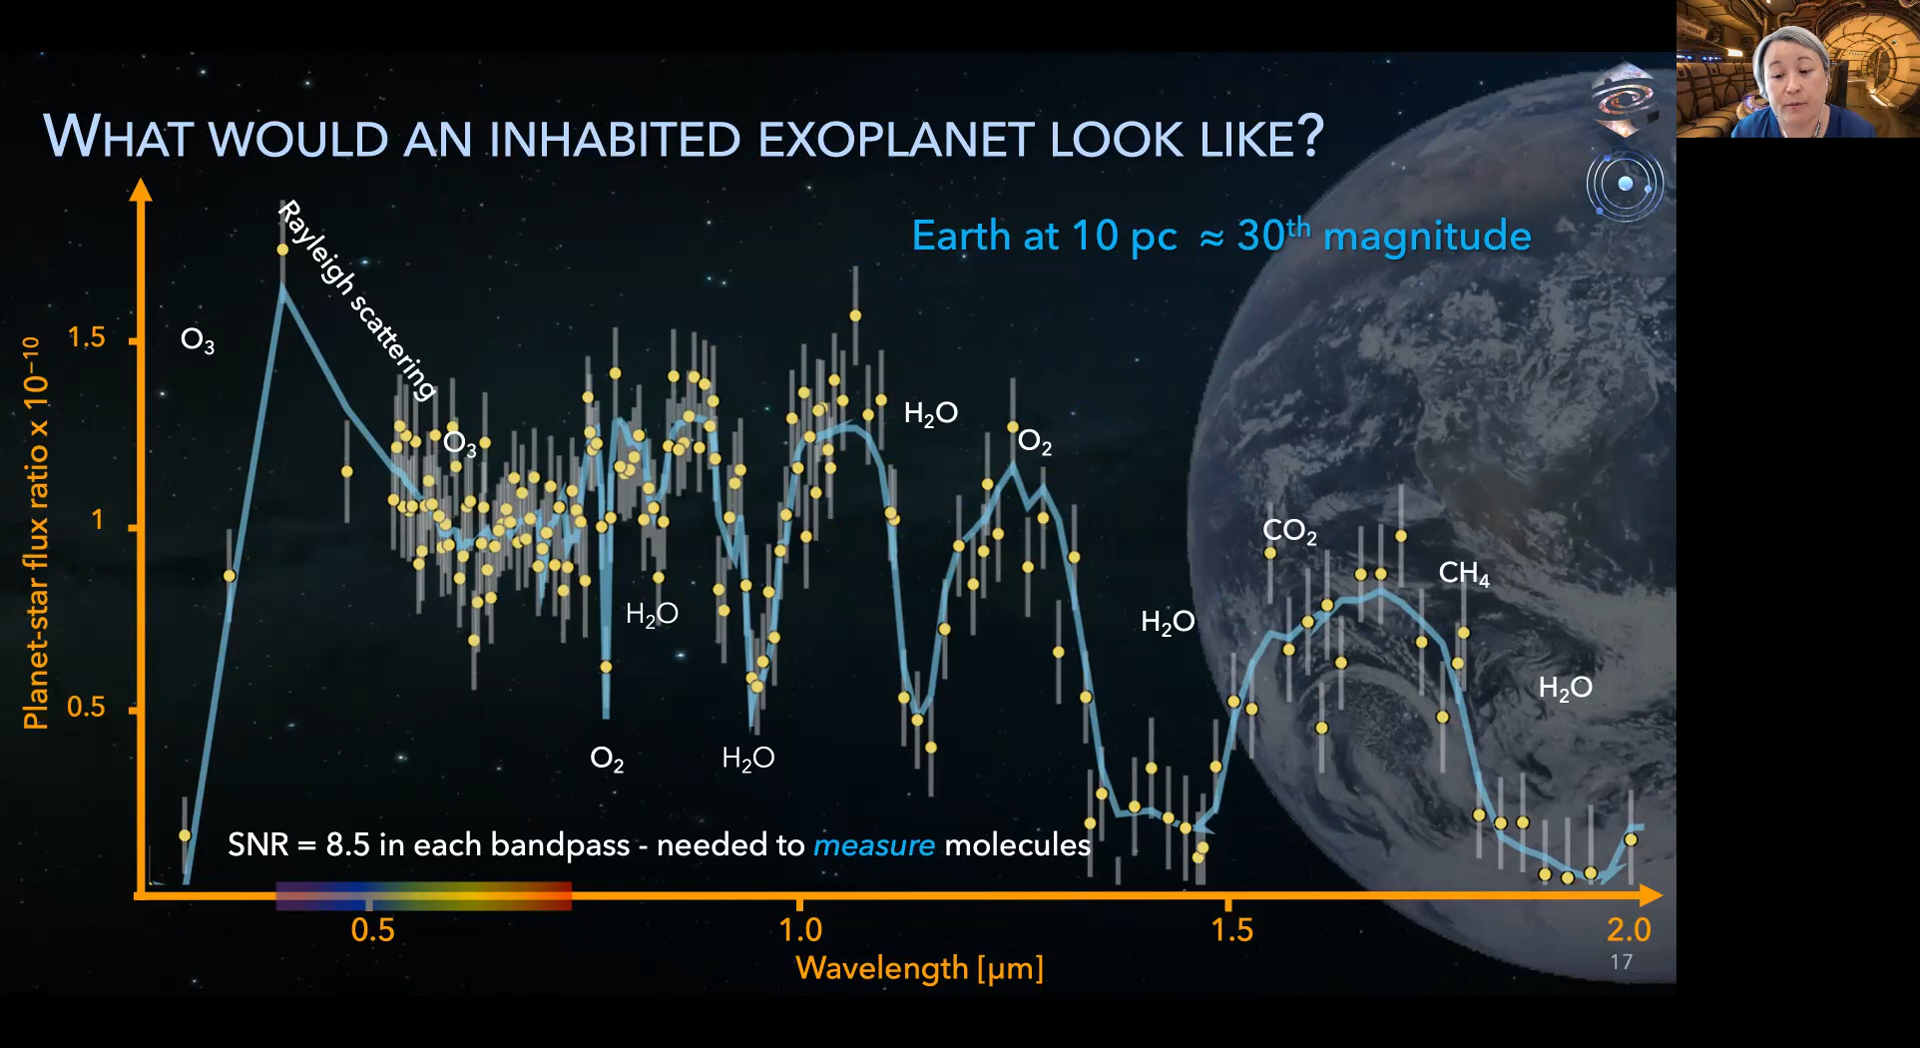 WHAT WOULD AN INHABITED EXOPLANET LOOK LIKE?
Earth at 10 pc ≈ 30th magnitude
Rayleigh scattering
O3
O3
H2O
O2
CO2
CH4
H2O
H2O
H2O
O2
H2O
SNR = 8.5 in each bandpass - needed to measure molecules
Planet-star flux ratio x 10−10
1.5
1
0.5
0.5
1.0
1.5
2.0
Wavelength [μm]
17